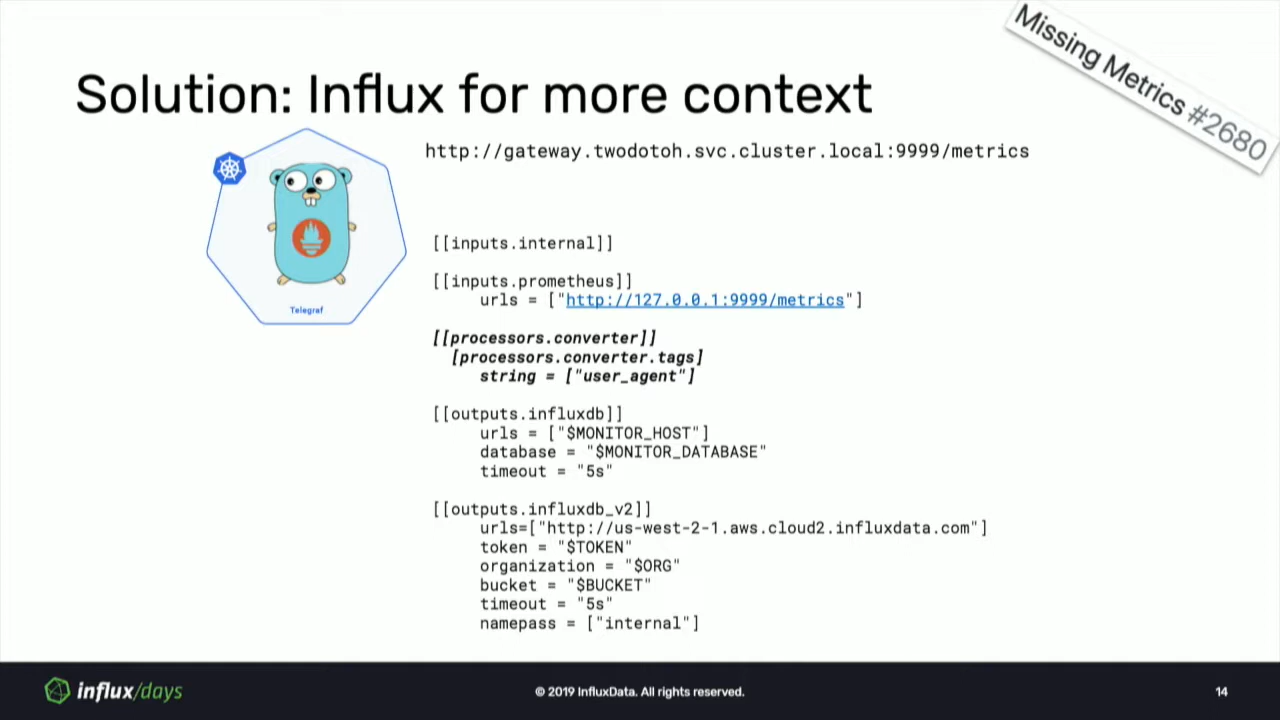 Missing Metrics #2680
Solution: Influx for more context
http://gateway.twodotoh.svc.cluster.local:9999/metrics
Telegraf
[[inputs.internal]]
[[inputs.prometheus]]
urls = ["http://127.0.0.1:9999/metrics"]
[[processors.converter]]
[processors.converter.tags]
string = ["user_agent"]
[[outputs.influxdb]]
urls = ["$MONITOR_HOST"]
database = "$MONITOR_DATABASE"
timeout = "5s"
[[outputs.influxdb_v2]]
urls=["http://us-west-2-1.aws.cloud2.influxdata.com"]
token = "$TOKEN"
organization = "$ORG"
bucket = "$BUCKET"
timeout = "5s"
namepass = ["internal"]
influx/days
© 2019 InfluxData. All rights reserved.
14